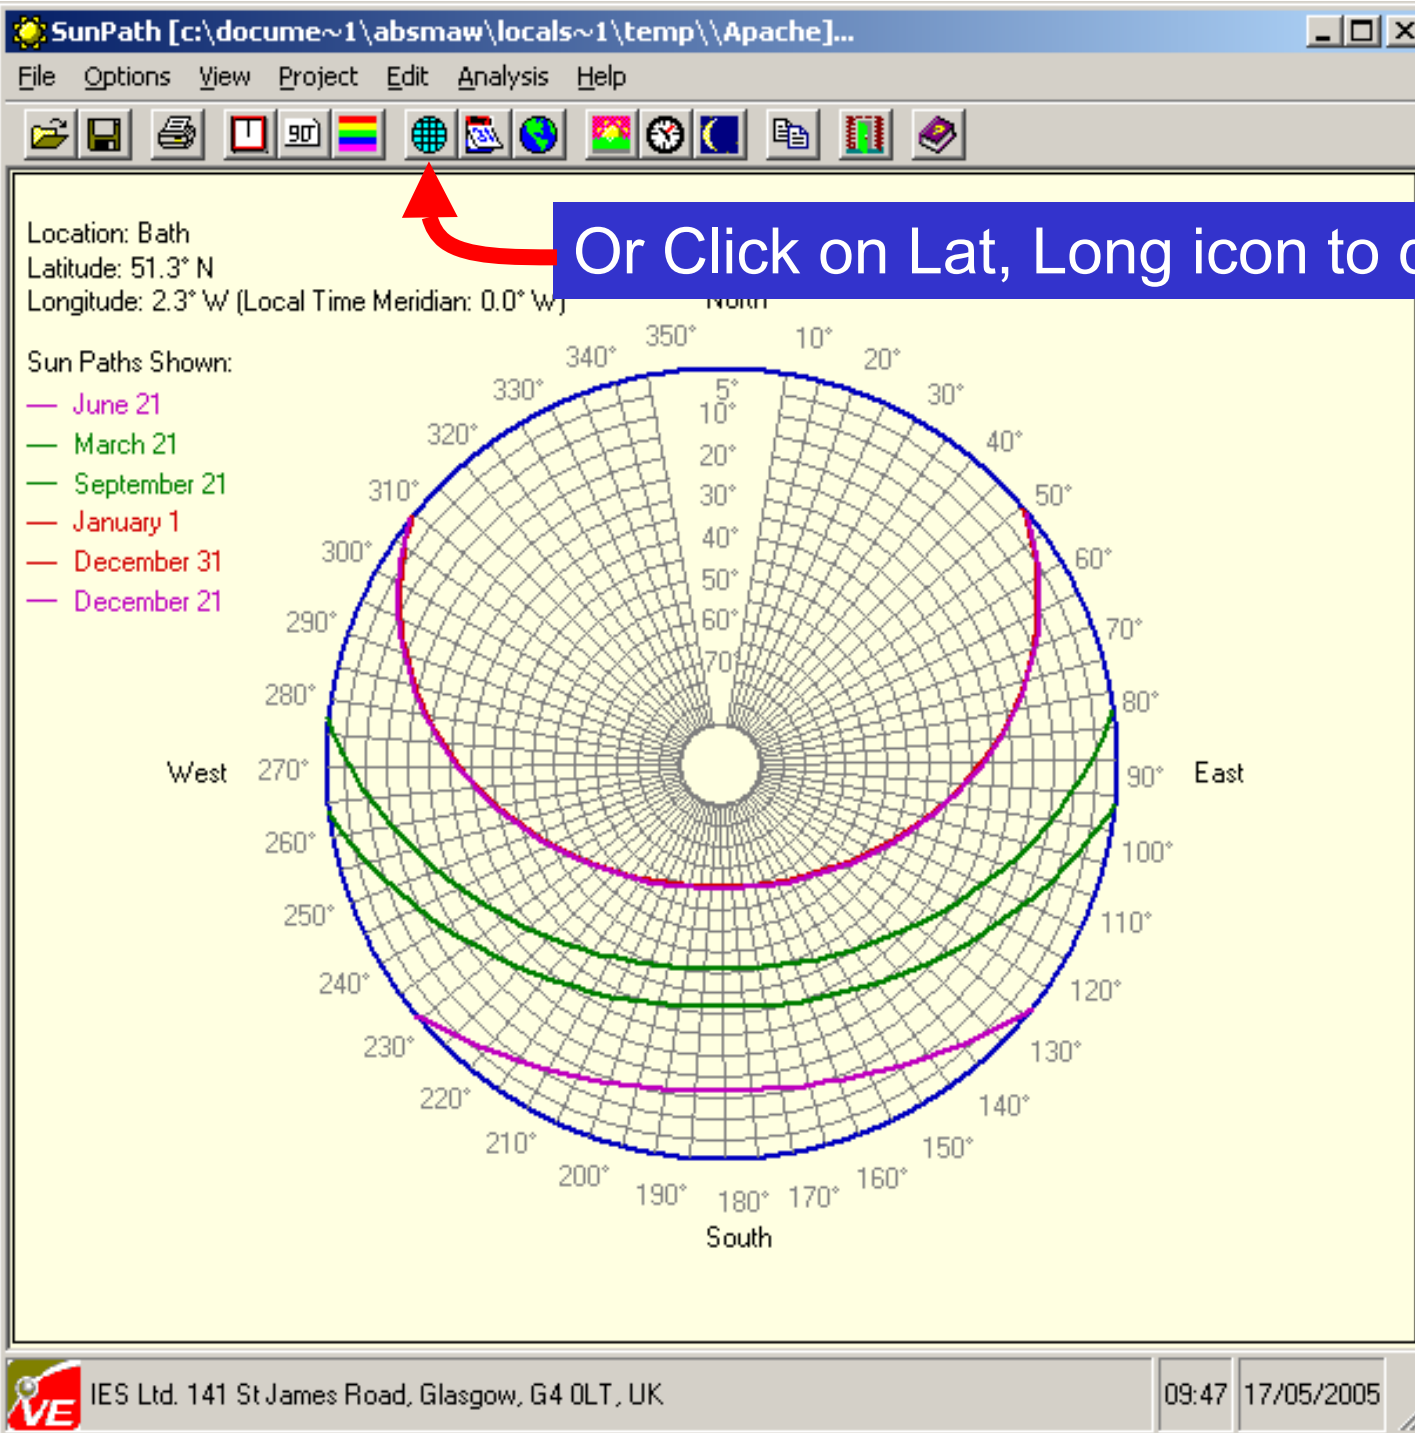 SunPath [c:\docume~1\absmaw\locals~1\temp\\Apache]...
File Options View Project Edit Analysis Help
90°
Or Click on Lat, Long icon to
Location: Bath
Latitude: 51.3° N
Longitude: 2.3° W (Local Time Meridian: 0.0° W)
North
Sun Paths Shown:
June 21
March 21
September 21
January 1
December 31
December 21
350° 10°
340° 20°
330° 30°
320° 40°
310° 50°
300° 60°
290° 70°
280° 80°
West 270° 90° East
260° 100°
250° 110°
240° 120°
230° 130°
220° 140°
210° 150°
200° 160°
190° 180° 170°
5°
10°
20°
30°
40°
50°
60°
70°
South
VE
IES Ltd. 141 St James Road, Glasgow, G4 0LT, UK
09:47 17/05/2005